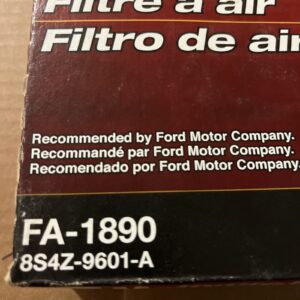 Filtre à air
Filtro de air
Recommended by Ford Motor Company.
Recommandé par Ford Motor Company.
Recomendado por Ford Motor Company.
FA-1890
8S4Z-9601-A